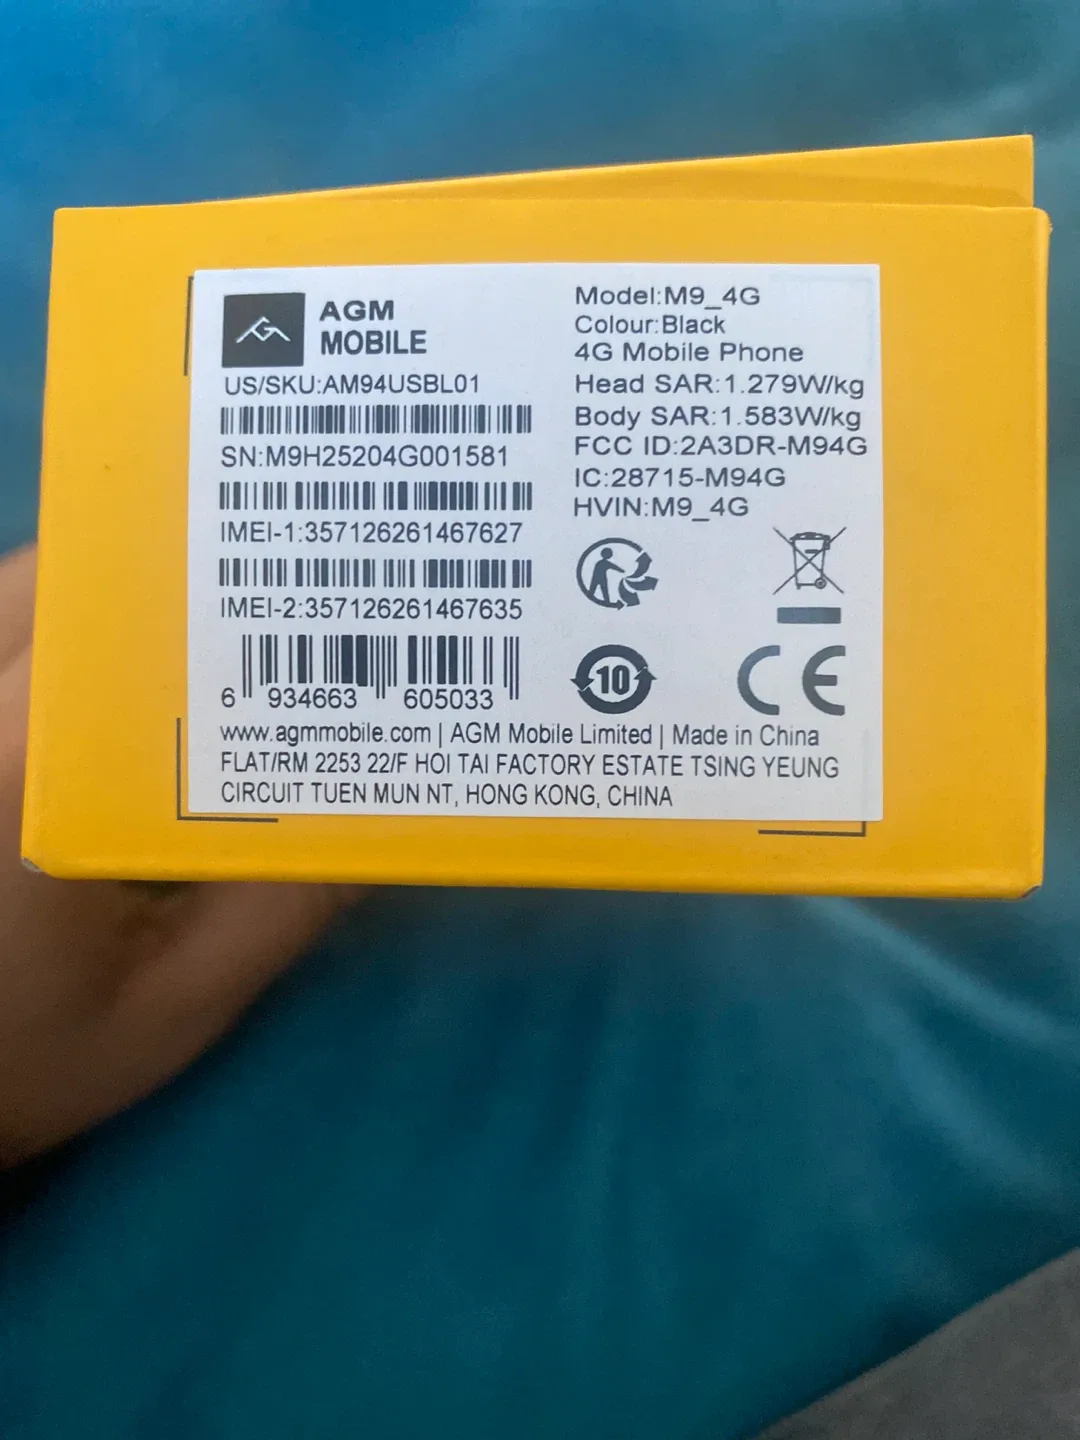 AGM
MOBILE
US/SKU:AM94USBL01
SN:M9H25204G001581
IMEI-1:357126261467627
IMEI-2:357126261467635
6 934663 605033
Model:M9_4G
Colour:Black
4G Mobile Phone
Head SAR:1.279W/kg
Body SAR:1.583W/kg
FCC ID:2A3DR-M94G
IC:28715-M94G
HVIN:M9_4G
10
CE
www.agmmobile.com | AGM Mobile Limited | Made in China
FLAT/RM 2253 22/F HOI TAI FACTORY ESTATE TSING YEUNG
CIRCUIT TUEN MUN NT, HONG KONG, CHINA